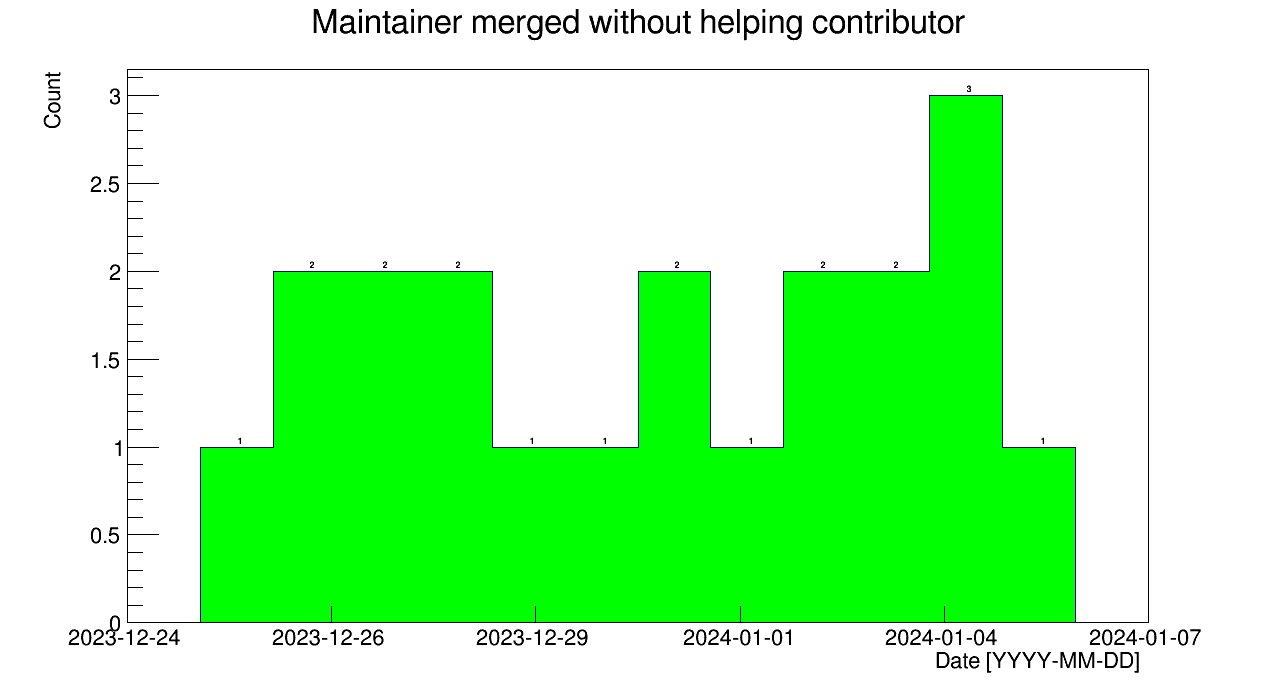 Maintainer merged without helping contributor
Count
3
2.5
2
1.5
1
0.5
0
1 2 2 2 1 1 2 1 2 2 3 1
2023-12-24 2023-12-26 2023-12-29 2024-01-01 2024-01-04 2024-01-07
Date [YYYY-MM-DD]